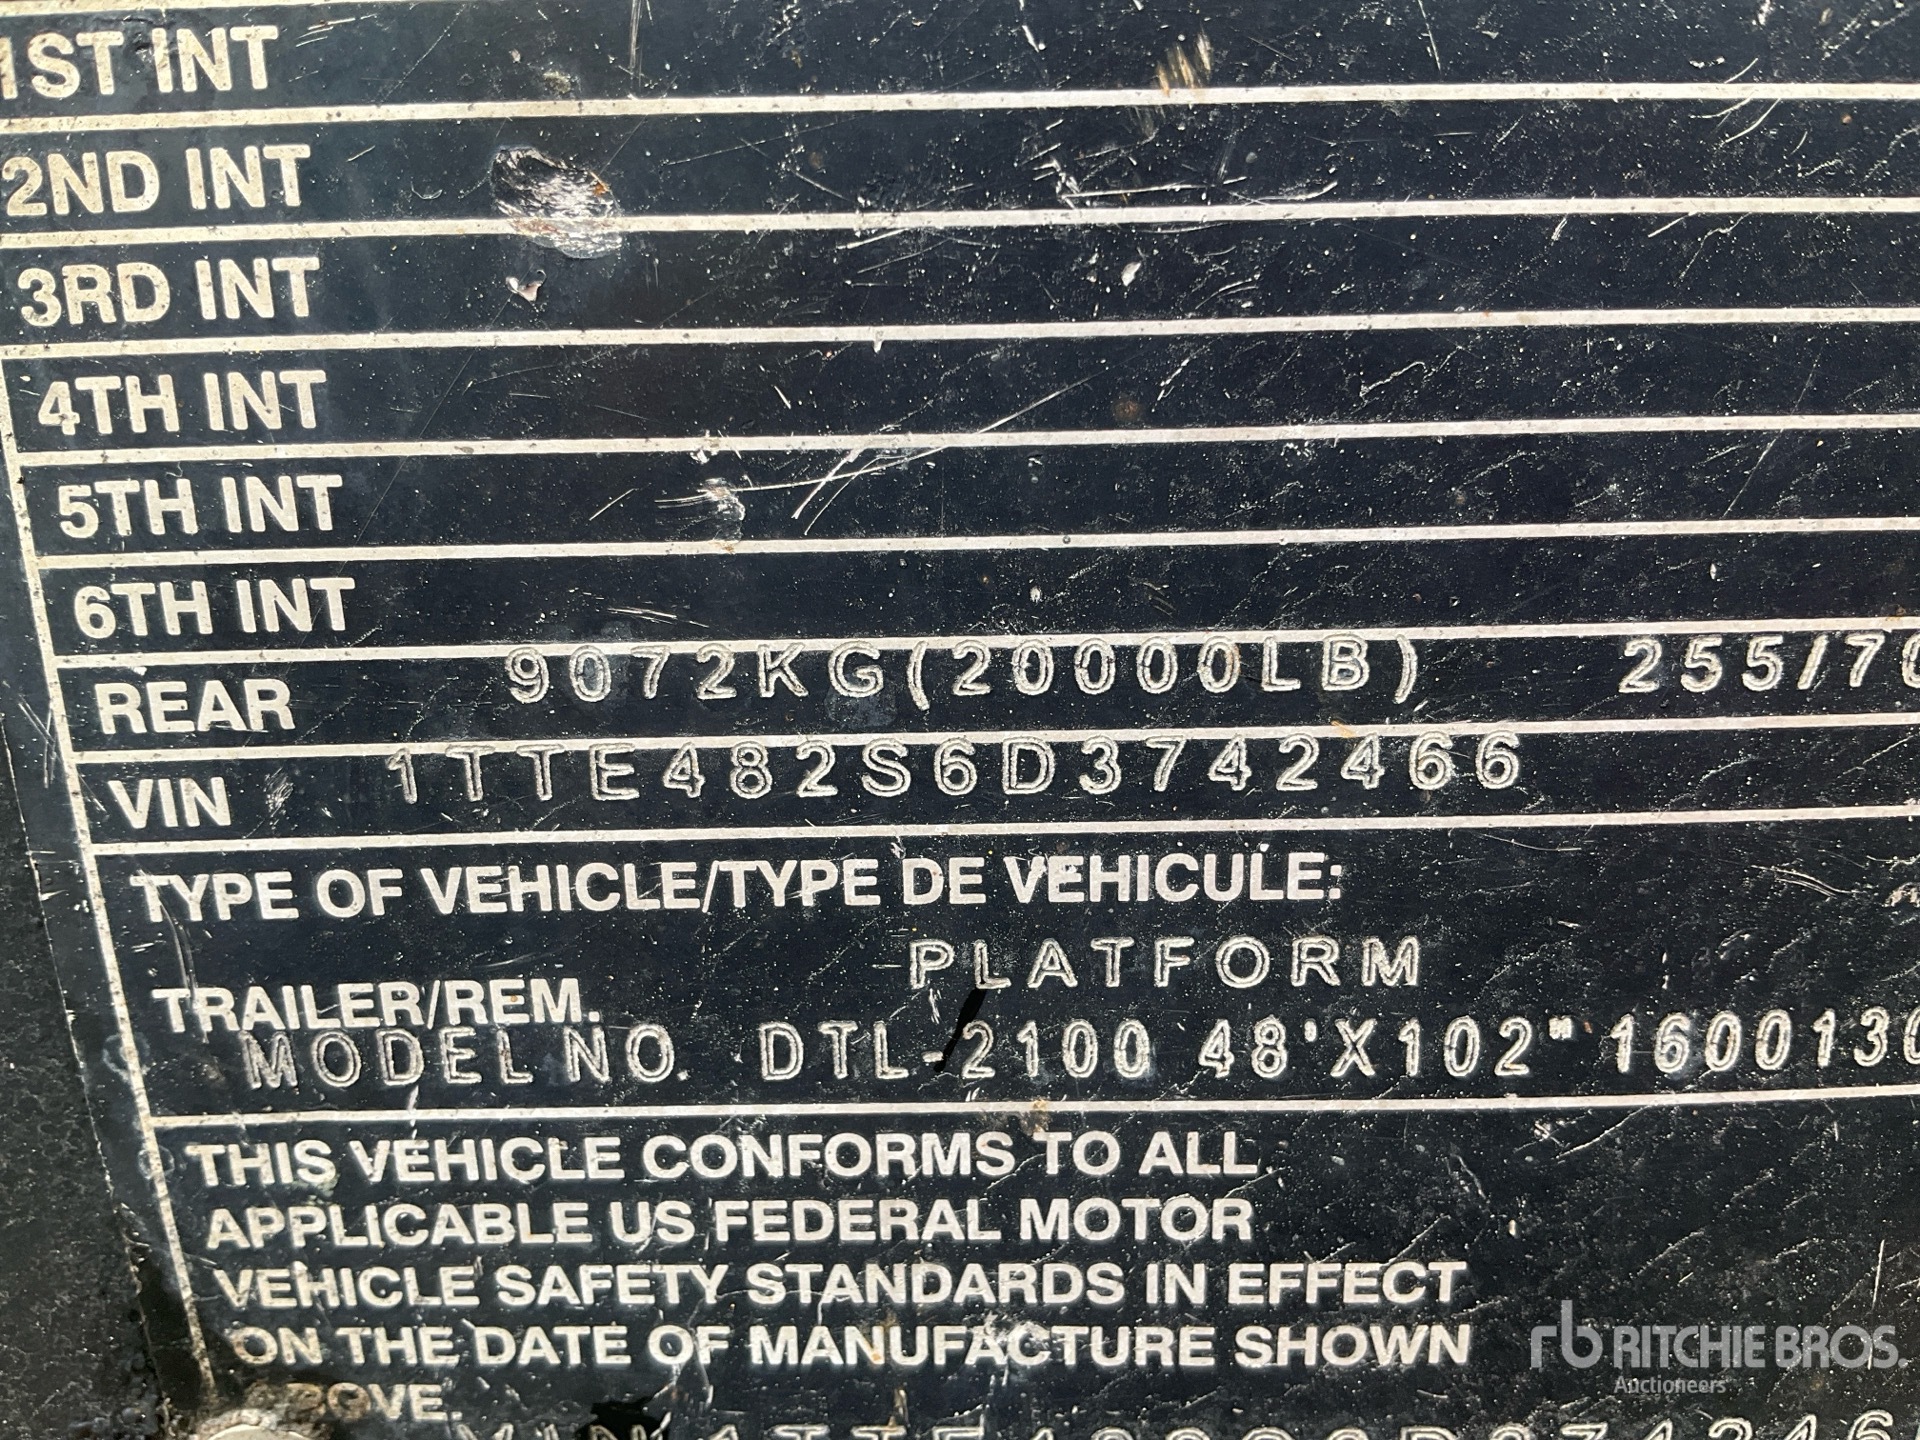 1ST INT
2ND INT
3RD INT
4TH INT
5TH INT
6TH INT
REAR 9072KG(20000LB) 255/70
VIN 1TTE482S6D3742466
TYPE OF VEHICLE/TYPE DE VEHICULE:
PLATFORM
TRAILER/REM.
MODEL NO. DTL-2100 48'X102" 1600130
THIS VEHICLE CONFORMS TO ALL
APPLICABLE US FEDERAL MOTOR
VEHICLE SAFETY STANDARDS IN EFFECT
ON THE DATE OF MANUFACTURE SHOWN
ABOVE.
rb RITCHIE BROS.
Auctioneers